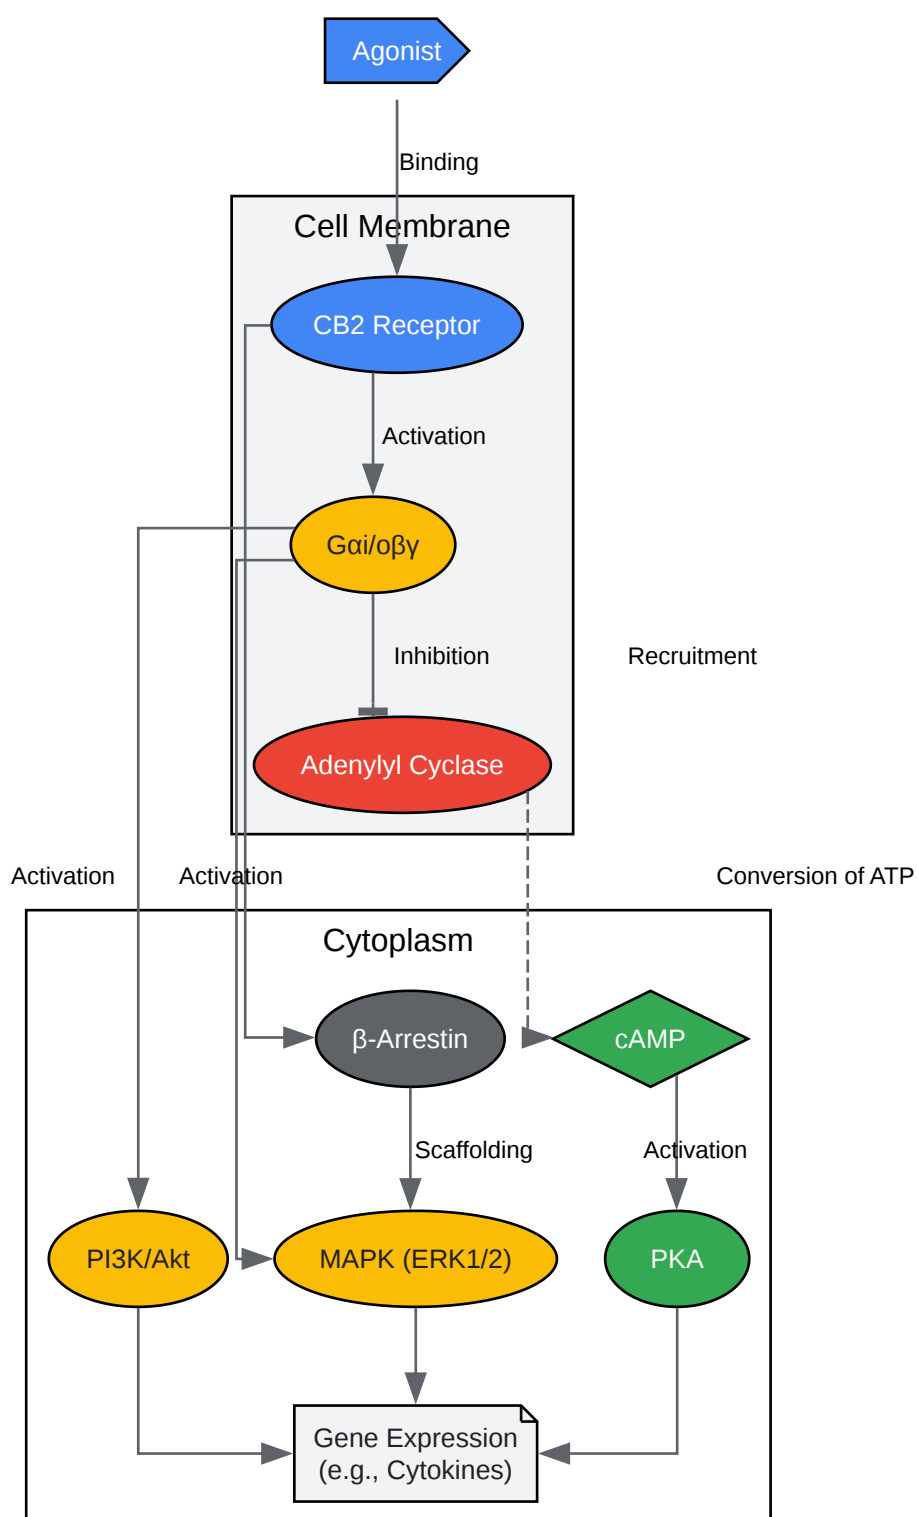 Agonist
Binding
Cell Membrane
CB2 Receptor
Activation
Gαi/oβγ
Inhibition
Recruitment
Adenylyl Cyclase
Activation
Activation
Conversion of ATP
Cytoplasm
β-Arrestin
cAMP
Scaffolding
Activation
PI3K/Akt
MAPK (ERK1/2)
PKA
Gene Expression
(e.g., Cytokines)